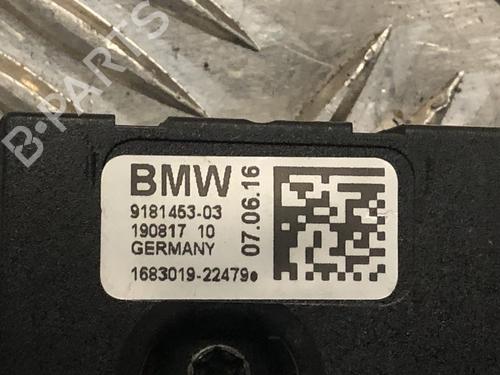 B-PARTS
BMW
9181453-03
190817 10
GERMANY
1683019-22479
07.06.16